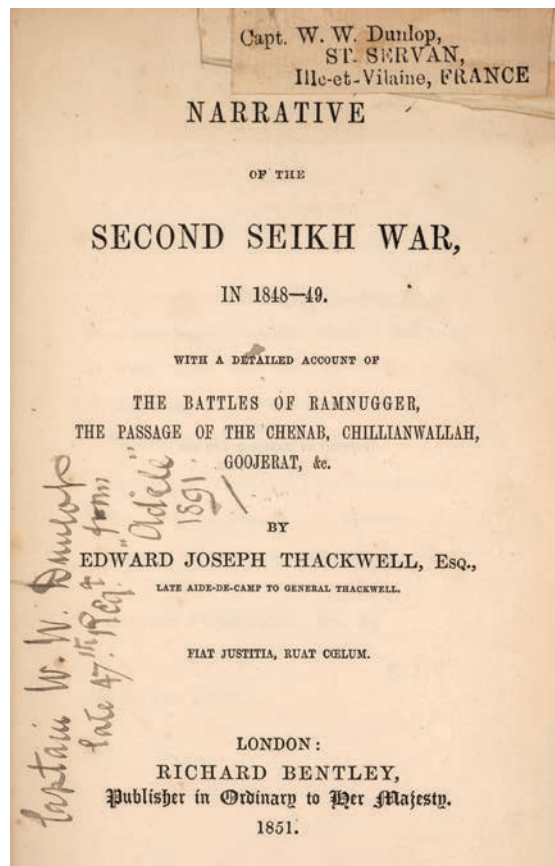 Capt. W. W. Dunlop,
ST. SERVAN,
Ille-et-Vilaine, FRANCE
NARRATIVE
OF THE
SECOND SEIKH WAR,
IN 1848—49.
WITH A DETAILED ACCOUNT OF
THE BATTLES OF RAMNUGGER,
THE PASSAGE OF THE CHENAB, CHILLIANWALLAH,
GOOJERAT, &c.
BY
EDWARD JOSEPH THACKWELL, ESQ.,
LATE AIDE-DE-CAMP TO GENERAL THACKWELL.
FIAT JUSTITIA, RUAT CŒLUM.
LONDON:
RICHARD BENTLEY,
Publisher in Ordinary to Her Majesty.
1851.
Captain W. W. Dunlop
late 47th Regt from
"Adele"
1891